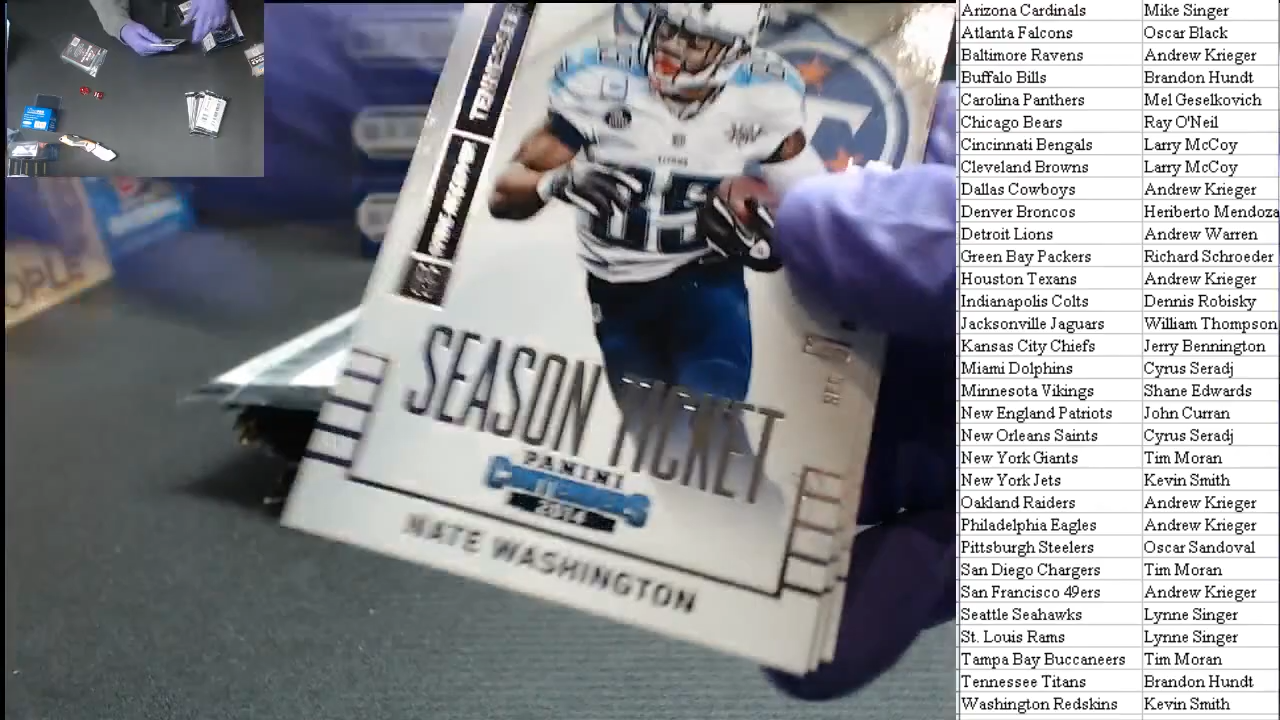 TENNESSEE
SEASON TICKET
PANINI
CONTENDERS
2014
NATE WASHINGTON
OPLE
Arizona Cardinals Mike Singer
Atlanta Falcons Oscar Black
Baltimore Ravens Andrew Krieger
Buffalo Bills Brandon Hundt
Carolina Panthers Mel Geselkovich
Chicago Bears Ray O'Neil
Cincinnati Bengals Larry McCoy
Cleveland Browns Larry McCoy
Dallas Cowboys Andrew Krieger
Denver Broncos Heriberto Mendoza
Detroit Lions Andrew Warren
Green Bay Packers Richard Schroeder
Houston Texans Andrew Krieger
Indianapolis Colts Dennis Robisky
Jacksonville Jaguars William Thompson
Kansas City Chiefs Jerry Bennington
Miami Dolphins Cyrus Seradj
Minnesota Vikings Shane Edwards
New England Patriots John Curran
New Orleans Saints Cyrus Seradj
New York Giants Tim Moran
New York Jets Kevin Smith
Oakland Raiders Andrew Krieger
Philadelphia Eagles Andrew Krieger
Pittsburgh Steelers Oscar Sandoval
San Diego Chargers Tim Moran
San Francisco 49ers Andrew Krieger
Seattle Seahawks Lynne Singer
St. Louis Rams Lynne Singer
Tampa Bay Buccaneers Tim Moran
Tennessee Titans Brandon Hundt
Washington Redskins Kevin Smith